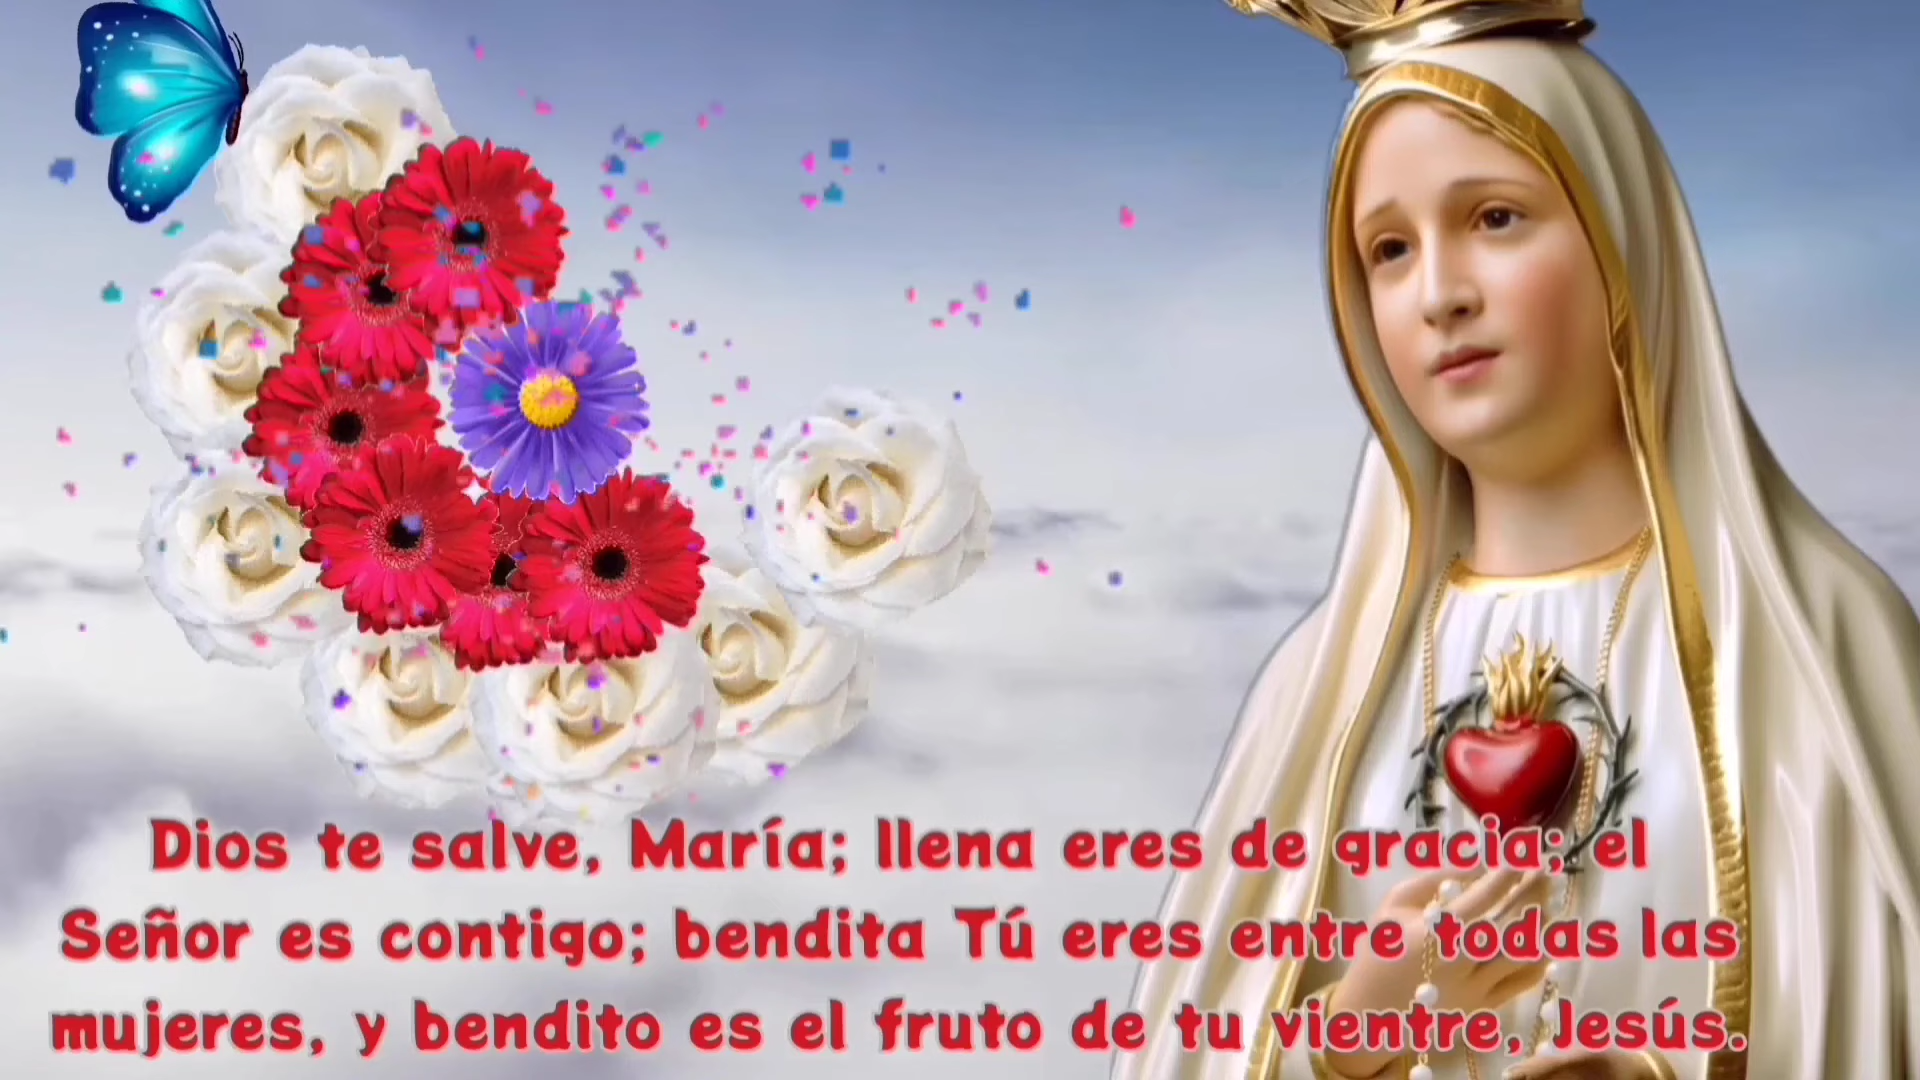 Dios te salve, María; llena eres de gracia; el
Señor es contigo; bendita Tú eres entre todas las
mujeres, y bendito es el fruto de tu vientre, Jesús.